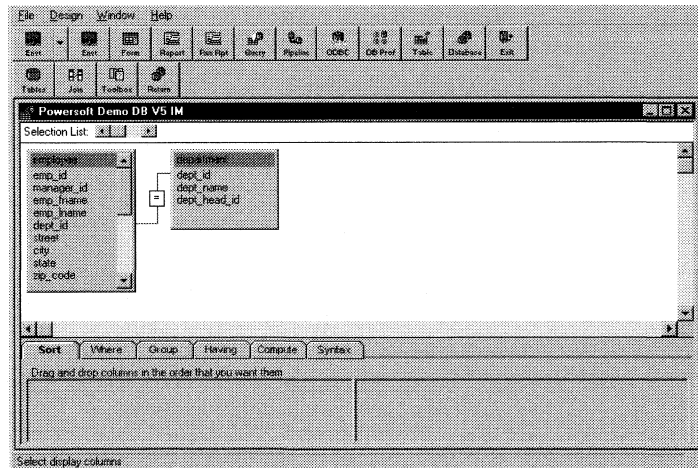 File Design Window Help
Envt Envt Form Report Fax Rpt Query Pipeline ODBC DB Prof Table Database Exit
Tables Join Toolbox Return
Powersoft Demo DB V5 IM
Selection List:
employee department
emp_id dept_id
manager_id dept_name
emp_fname dept_head_id
emp_lname
dept_id
street
city
state
zip_code
=
Sort Where Group Having Compute Syntax
Drag and drop columns in the order that you want them
Select display columns